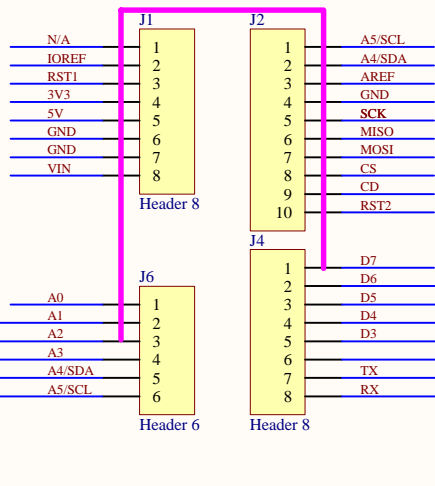 J1
N/A 1
IOREF 2
RST1 3
3V3 4
5V 5
GND 6
GND 7
VIN 8
Header 8
J2
1 A5/SCL
2 A4/SDA
3 AREF
4 GND
5 SCK
6 MISO
7 MOSI
8 CS
9 CD
10 RST2
J6
A0 1
A1 2
A2 3
A3 4
A4/SDA 5
A5/SCL 6
Header 6
J4
1 D7
2 D6
3 D5
4 D4
5 D3
6
7 TX
8 RX
Header 8